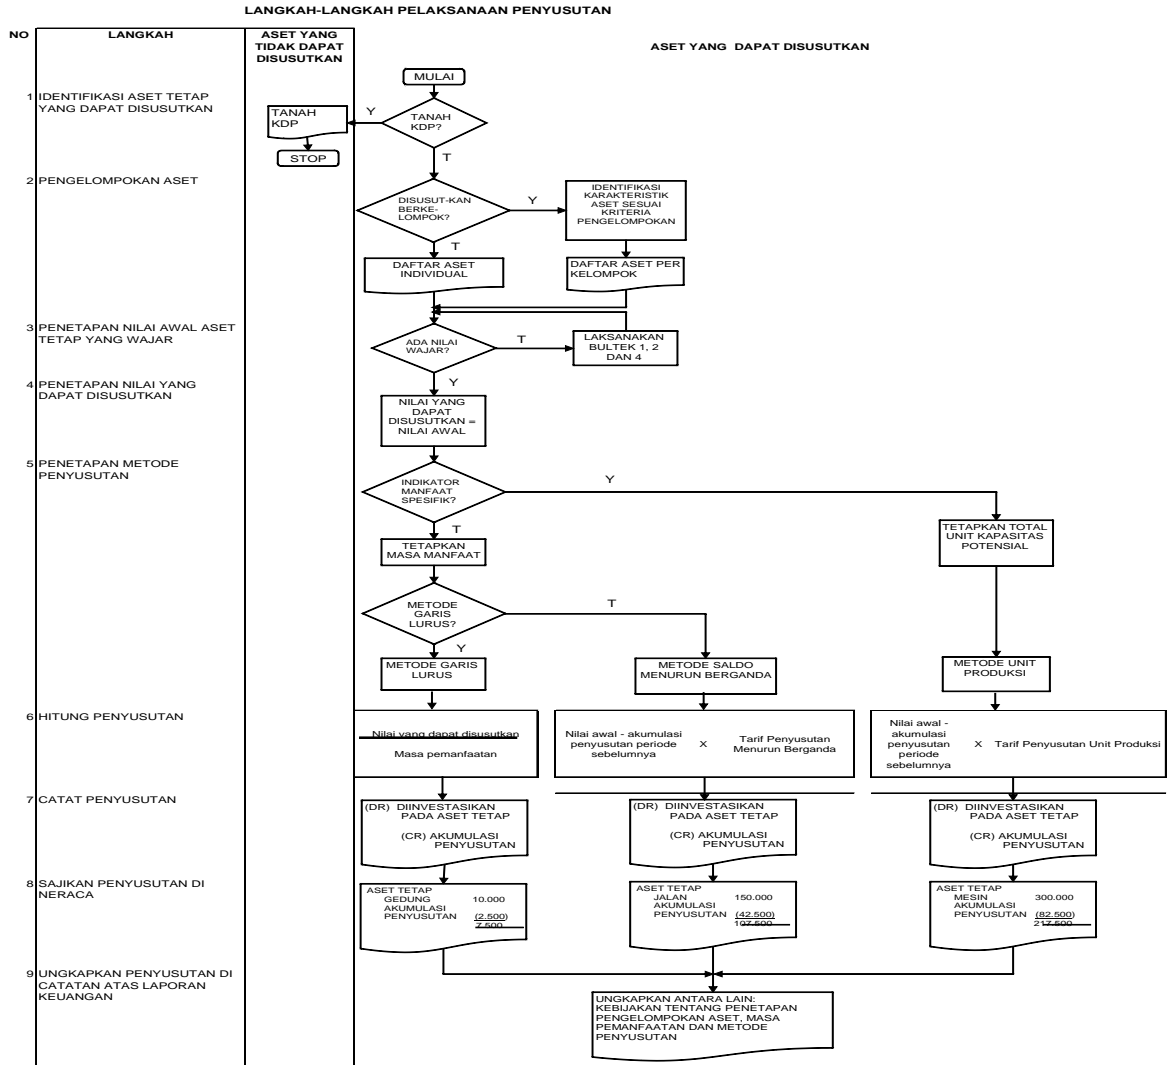 LANGKAH-LANGKAH PELAKSANAAN PENYUSUTAN
NO
LANGKAH
ASET YANG
TIDAK DAPAT
DISUSUTKAN
ASET YANG  DAPAT DISUSUTKAN
MULAI
1 IDENTIFIKASI ASET TETAP
YANG DAPAT DISUSUTKAN
TANAH
KDP
Y
TANAH
KDP?
STOP
T
2 PENGELOMPOKAN ASET
DISUSUT-KAN
BERKE-
LOMPOK?
Y
IDENTIFIKASI
KARAKTERISTIK
ASET SESUAI
KRITERIA
PENGELOMPOKAN
T
DAFTAR ASET
INDIVIDUAL
DAFTAR ASET PER
KELOMPOK
3 PENETAPAN NILAI AWAL ASET
TETAP YANG WAJAR
ADA NILAI
WAJAR?
T
LAKSANAKAN
BULTEK 1, 2
DAN 4
Y
4 PENETAPAN NILAI YANG
DAPAT DISUSUTKAN
NILAI YANG
DAPAT
DISUSUTKAN =
NILAI AWAL
5 PENETAPAN METODE
PENYUSUTAN
INDIKATOR
MANFAAT
SPESIFIK?
Y
T
TETAPKAN
MASA MANFAAT
TETAPKAN TOTAL
UNIT KAPASITAS
POTENSIAL
METODE
GARIS
LURUS?
T
Y
METODE GARIS
LURUS
METODE SALDO
MENURUN BERGANDA
METODE UNIT
PRODUKSI
6 HITUNG PENYUSUTAN
Nilai yang dapat disusutkan
Masa pemanfaatan
Nilai awal - akumulasi
penyusutan periode
sebelumnya
X
Tarif Penyusutan
Menurun Berganda
Nilai awal -
akumulasi
penyusutan
periode
sebelumnya
X
Tarif Penyusutan Unit Produksi
7 CATAT PENYUSUTAN
(DR) DIINVESTASIKAN
PADA ASET TETAP
(CR) AKUMULASI
PENYUSUTAN
(DR) DIINVESTASIKAN
PADA ASET TETAP
(CR) AKUMULASI
PENYUSUTAN
(DR) DIINVESTASIKAN
PADA ASET TETAP
(CR) AKUMULASI
PENYUSUTAN
8 SAJIKAN PENYUSUTAN DI
NERACA
ASET TETAP
GEDUNG 10.000
AKUMULASI
PENYUSUTAN (2.500)
7.500
ASET TETAP
JALAN 150.000
AKUMULASI
PENYUSUTAN (42.500)
107.500
ASET TETAP
MESIN 300.000
AKUMULASI
PENYUSUTAN (82.500)
217.500
9 UNGKAPKAN PENYUSUTAN DI
CATATAN ATAS LAPORAN
KEUANGAN
UNGKAPKAN ANTARA LAIN:
KEBIJAKAN TENTANG PENETAPAN
PENGELOMPOKAN ASET, MASA
PEMANFAATAN DAN METODE
PENYUSUTAN